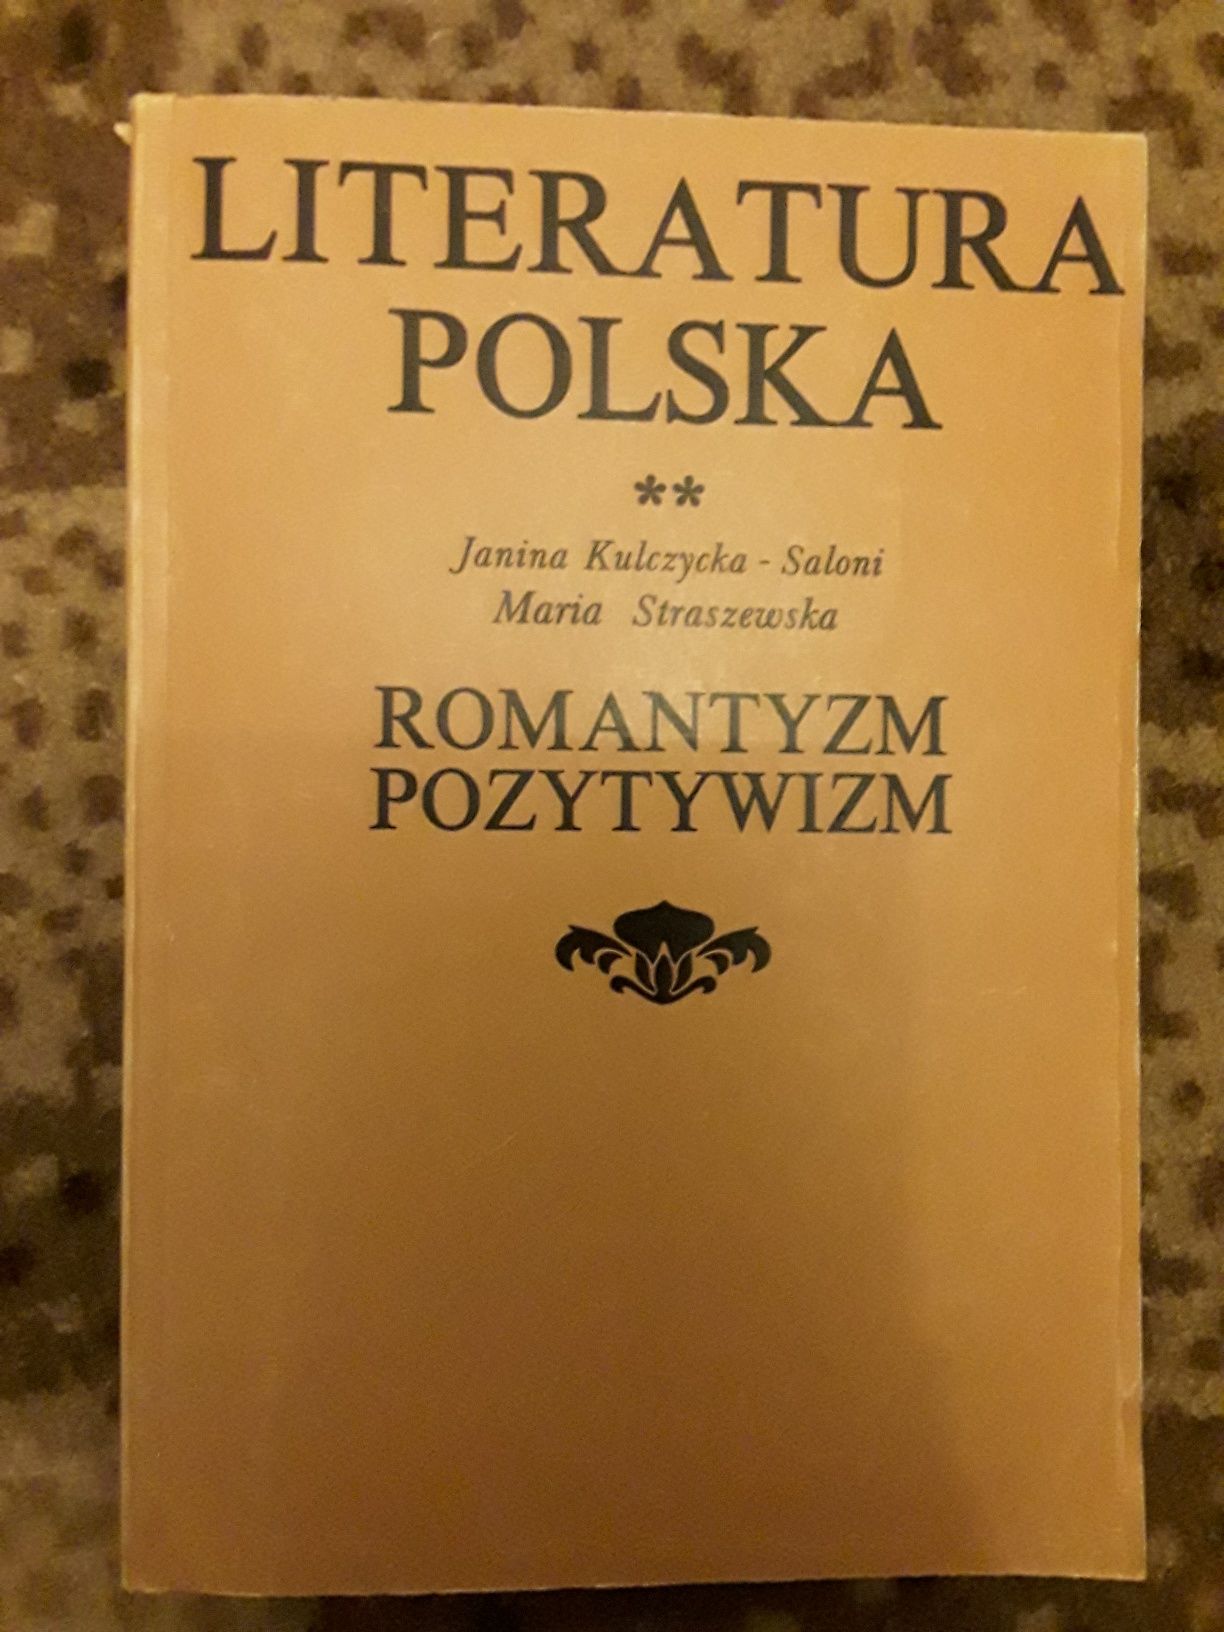 LITERATURA
POLSKA
**
Janina Kulczycka - Saloni
Maria Straszewska
ROMANTYZM
POZYTYWIZM